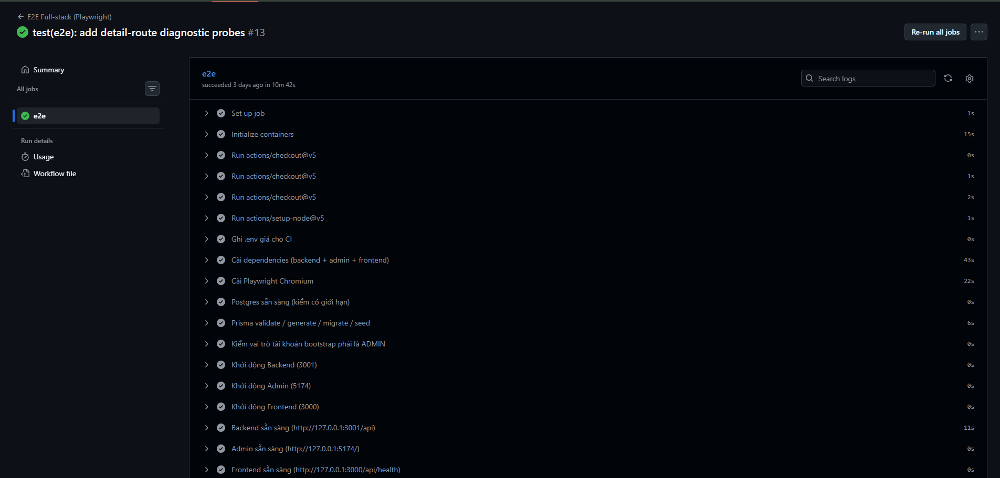 E2E Full-stack (Playwright)
test(e2e): add detail-route diagnostic probes #13
Re-run all jobs
Summary
All jobs
e2e
Run details
Usage
Workflow file
e2e
succeeded 3 days ago in 10m 42s
Search logs
Set up job 1s
Initialize containers 15s
Run actions/checkout@v5 0s
Run actions/checkout@v5 1s
Run actions/checkout@v5 2s
Run actions/setup-node@v5 1s
Ghi .env giả cho CI 0s
Cài dependencies (backend + admin + frontend) 43s
Cài Playwright Chromium 22s
Postgres sẵn sàng (kiểm có giới hạn) 0s
Prisma validate / generate / migrate / seed 6s
Kiểm vai trò tài khoản bootstrap phải là ADMIN 0s
Khởi động Backend (3001) 0s
Khởi động Admin (5174) 0s
Khởi động Frontend (3000) 0s
Backend sẵn sàng (http://127.0.0.1:3001/api) 11s
Admin sẵn sàng (http://127.0.0.1:5174/) 0s
Frontend sẵn sàng (http://127.0.0.1:3000/api/health) 0s